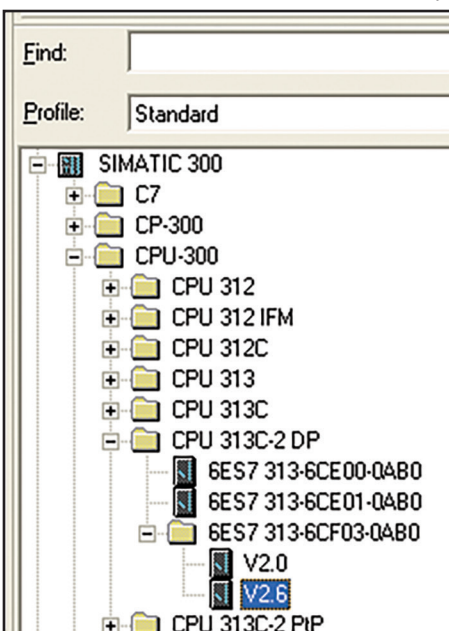 Find:
Profile:
Standard
SIMATIC 300
C7
CP-300
CPU-300
CPU 312
CPU 312 IFM
CPU 312C
CPU 313
CPU 313C
CPU 313C-2 DP
6ES7 313-6CE00-0AB0
6ES7 313-6CE01-0AB0
6ES7 313-6CF03-0AB0
V2.0
V2.6
CPU 313C-2 PtP